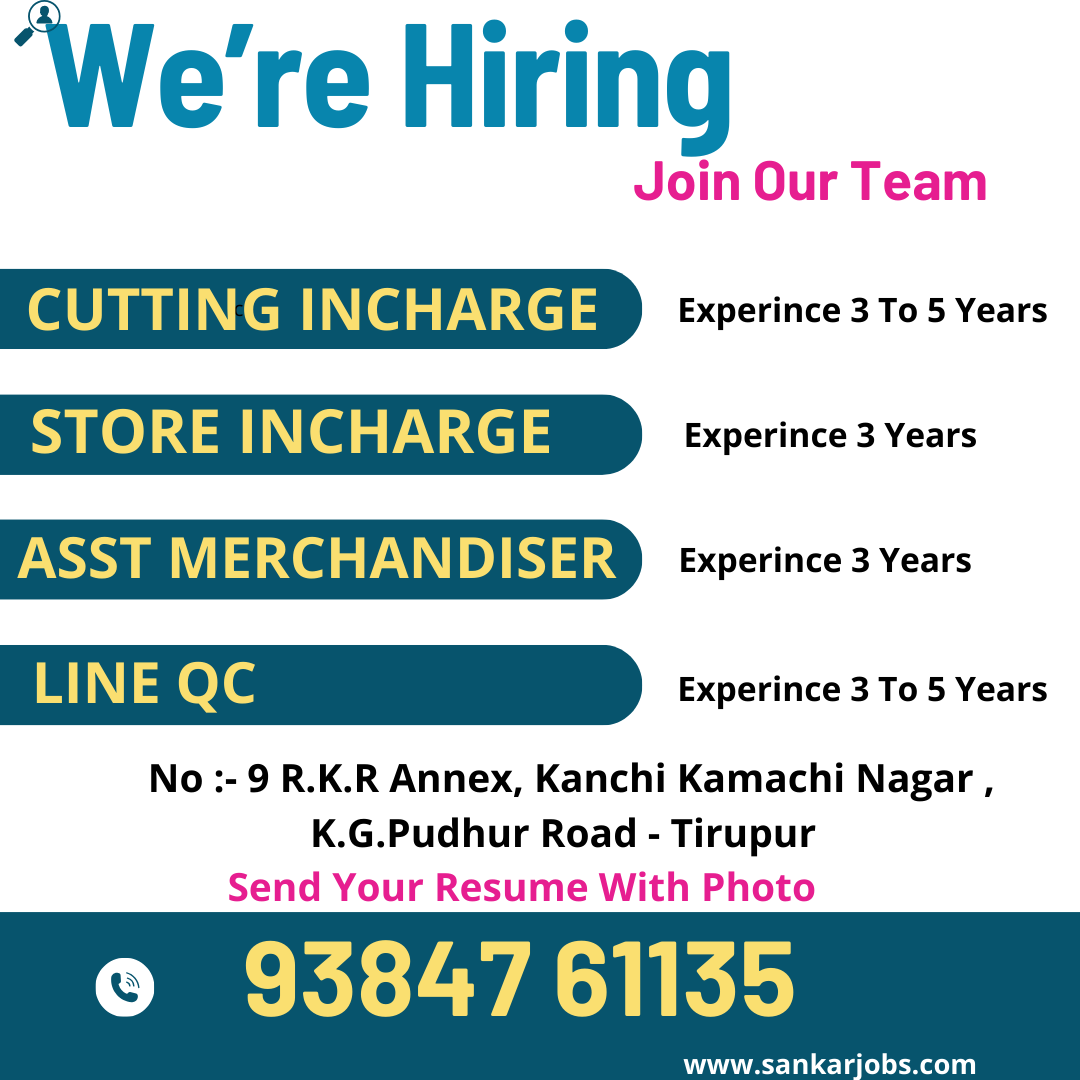 We're Hiring
Join Our Team
CUTTING INCHARGE
Experince 3 To 5 Years
STORE INCHARGE
Experince 3 Years
ASST MERCHANDISER
Experince 3 Years
LINE QC
Experince 3 To 5 Years
No :- 9 R.K.R Annex, Kanchi Kamachi Nagar ,
K.G.Pudhur Road - Tirupur
Send Your Resume With Photo
93847 61135
www.sankarjobs.com